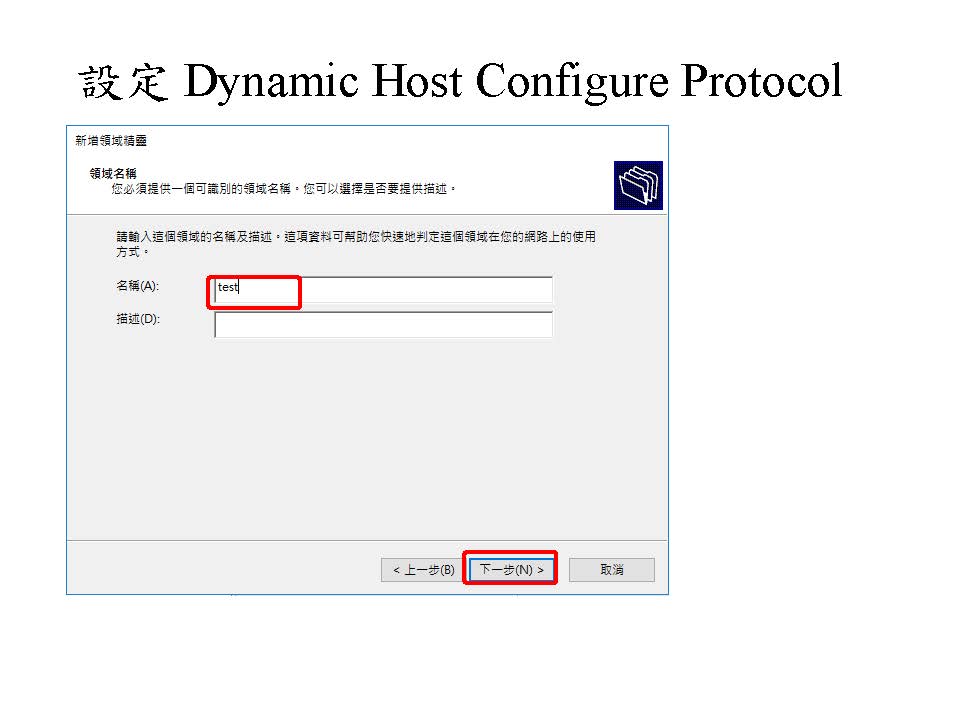 設定 Dynamic Host Configure Protocol
新增領域精靈
領域名稱
您必須提供一個可識別的領域名稱。您可以選擇是否要提供描述。
請輸入這個領域的名稱及描述。這項資料可幫助您快速地判定這個領域在您的網路上的使用
方式。
名稱(A):
test
描述(D):
< 上一步(B) 下一步(N) > 取消